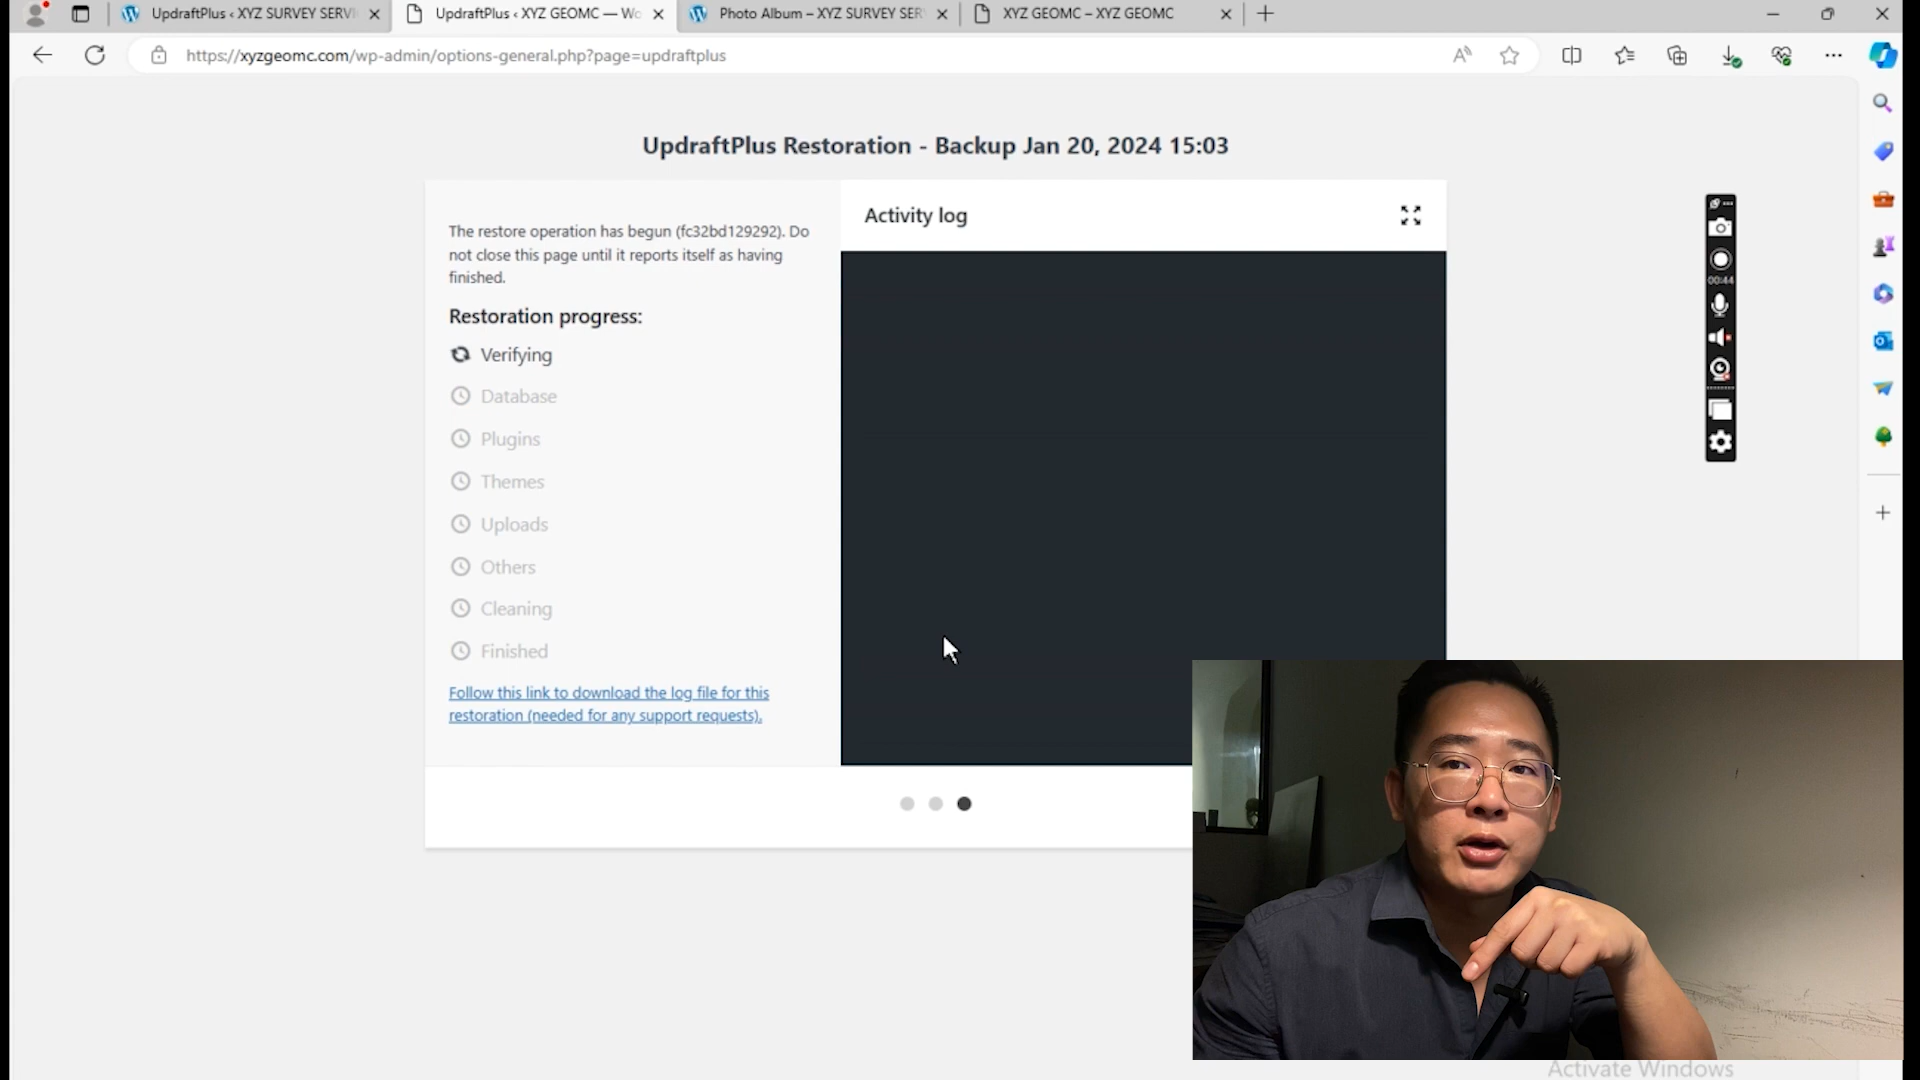 UpdraftPlus ‹ XYZ SURVEY SERVI
UpdraftPlus ‹ XYZ GEOMC — Wo
Photo Album – XYZ SURVEY SER
XYZ GEOMC – XYZ GEOMC
https://xyzgeomc.com/wp-admin/options-general.php?page=updraftplus
UpdraftPlus Restoration - Backup Jan 20, 2024 15:03
The restore operation has begun (fc32bd129292). Do
not close this page until it reports itself as having
finished.
Restoration progress:
Verifying
Database
Plugins
Themes
Uploads
Others
Cleaning
Finished
Follow this link to download the log file for this
restoration (needed for any support requests).
Activity log
00:44
Activate Windows